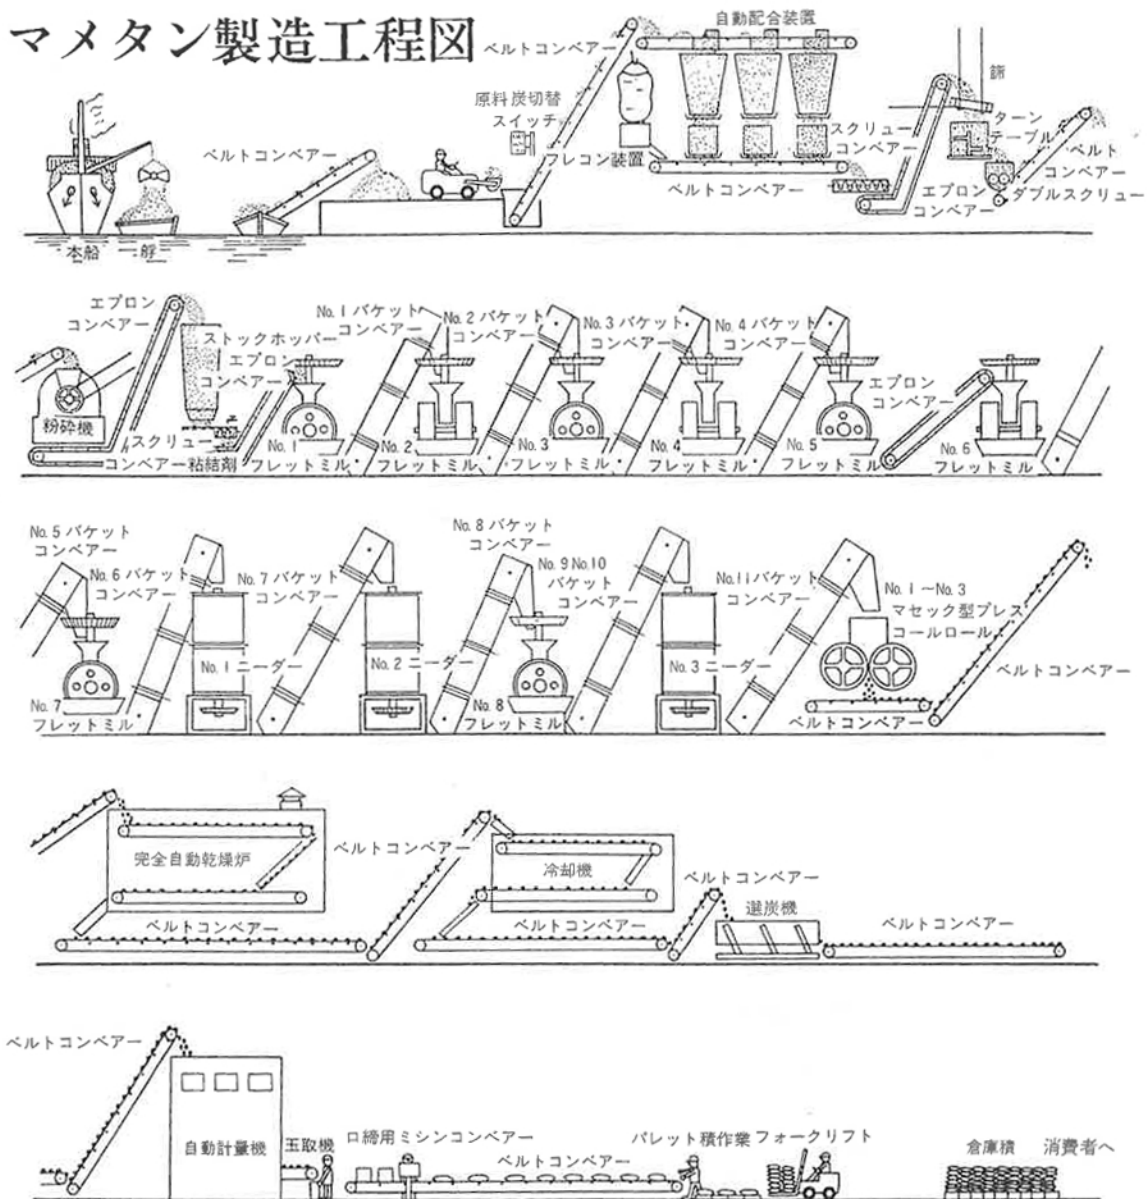 マメタン製造工程図
ベルトコンベアー
自動配合装置
原料炭切替
スイッチ
フレコン装置
ベルトコンベアー
ベルトコンベアー
スクリュー
コンベアー
エプロン
コンベアー
篩
ターン
テーブル
ベルト
コンベアー
ダブルスクリュー
本船
艀
エプロン
コンベアー
ストックホッパー
エプロン
コンベアー
粉砕機
スクリュー
コンベアー粘結剤
No.1バケット
コンベアー
No.2バケット
コンベアー
No.3バケット
コンベアー
No.4バケット
コンベアー
エプロン
コンベアー
No.1
フレットミル
No.2
フレットミル
No.3
フレットミル
No.4
フレットミル
No.5
フレットミル
No.6
フレットミル
No.5バケット
コンベアー
No.6バケット
コンベアー
No.7バケット
コンベアー
No.8バケット
コンベアー
No.9 No.10
バケット
コンベアー
No.11バケット
コンベアー
No.1～No.3
マセック型プレス
コールロール
ベルトコンベアー
No.7
フレットミル
No.1ニーダー
No.2ニーダー
No.8
フレットミル
No.3ニーダー
ベルトコンベアー
完全自動乾燥炉
ベルトコンベアー
ベルトコンベアー
冷却機
ベルトコンベアー
ベルトコンベアー
選炭機
ベルトコンベアー
ベルトコンベアー
自動計量機
玉取機
口締用ミシンコンベアー
ベルトコンベアー
パレット積作業
フォークリフト
倉庫積
消費者へ